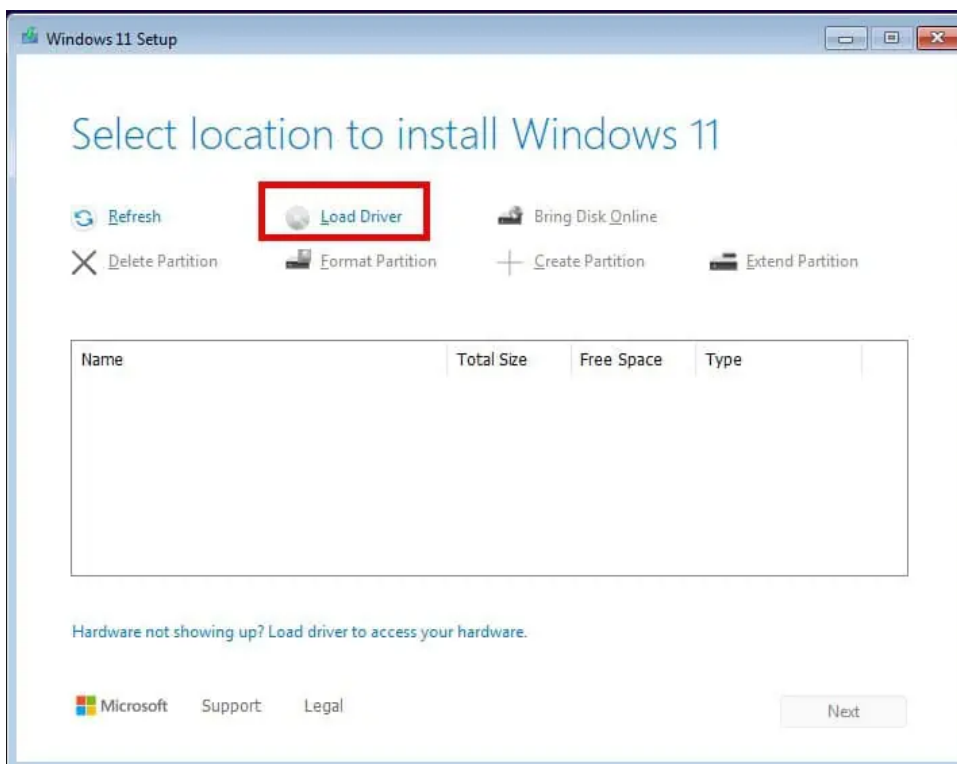 Windows 11 Setup
Select location to install Windows 11
Refresh Load Driver Bring Disk Online
Delete Partition Format Partition Create Partition Extend Partition
Name Total Size Free Space Type
Hardware not showing up? Load driver to access your hardware.
Microsoft Support Legal Next